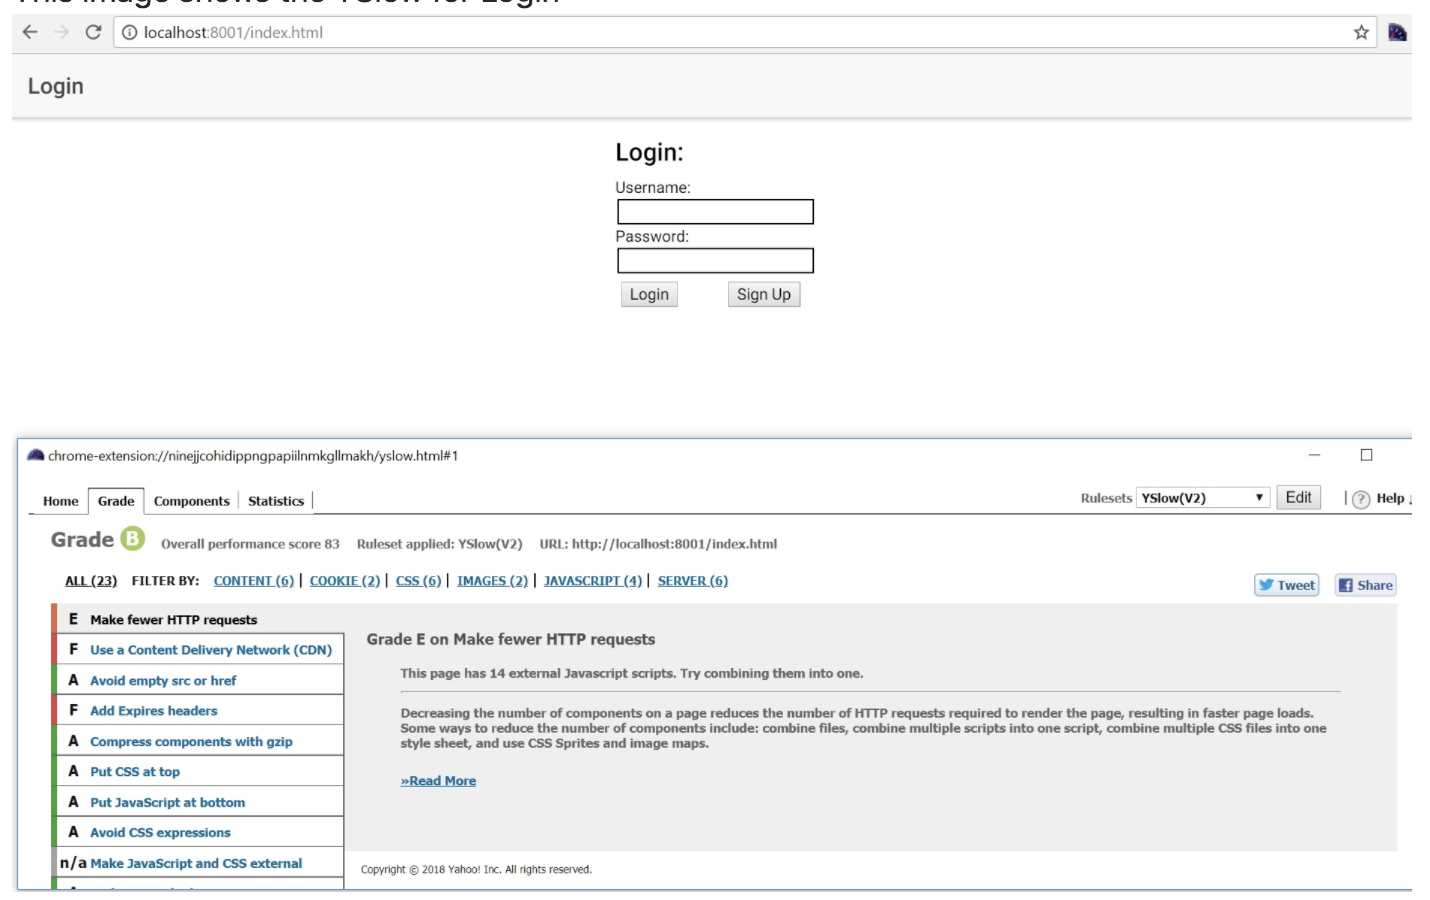 This image shows the YSlow for Login
localhost:8001/index.html
Login
Login:
Username:
Password:
Login Sign Up
chrome-extension://ninejjcohidippngpapiilnmkgllmakh/yslow.html#1
Home Grade Components Statistics Rulesets YSlow(V2) Edit ? Help
Grade B Overall performance score 83 Ruleset applied: YSlow(V2) URL: http://localhost:8001/index.html
ALL (23) FILTER BY: CONTENT (6) | COOKIE (2) | CSS (6) | IMAGES (2) | JAVASCRIPT (4) | SERVER (6)
Tweet Share
E Make fewer HTTP requests
F Use a Content Delivery Network (CDN)
A Avoid empty src or href
F Add Expires headers
A Compress components with gzip
A Put CSS at top
A Put JavaScript at bottom
A Avoid CSS expressions
n/a Make JavaScript and CSS external
Grade E on Make fewer HTTP requests
This page has 14 external Javascript scripts. Try combining them into one.
Decreasing the number of components on a page reduces the number of HTTP requests required to render the page, resulting in faster page loads.
Some ways to reduce the number of components include: combine files, combine multiple scripts into one script, combine multiple CSS files into one
style sheet, and use CSS Sprites and image maps.
»Read More
Copyright © 2018 Yahoo! Inc. All rights reserved.